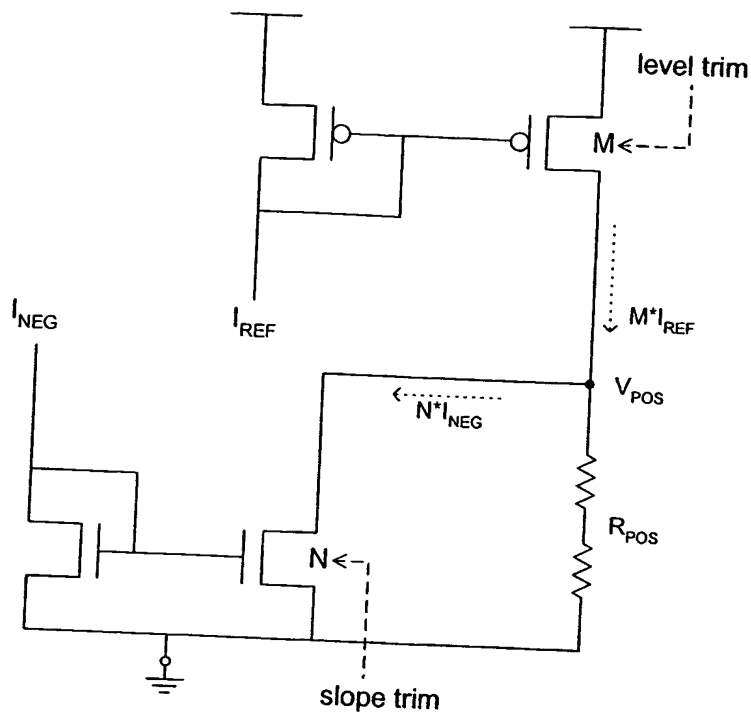 level trim
M
I_NEG
I_REF
M*I_REF
V_POS
N*I_NEG
R_POS
N
slope trim